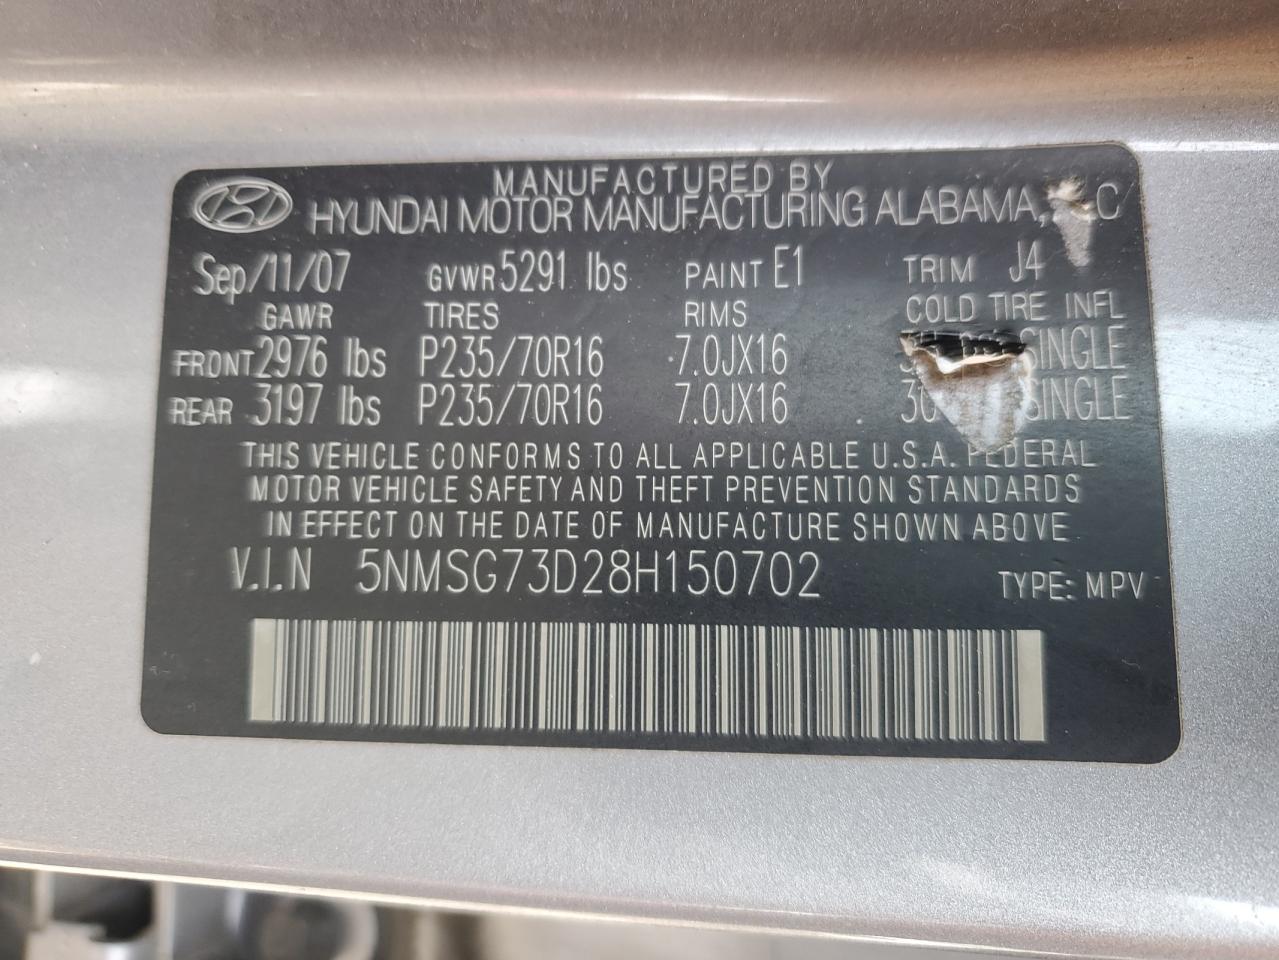 MANUFACTURED BY
HYUNDAI MOTOR MANUFACTURING ALABAMA,
Sep/11/07 GVWR 5291 lbs PAINT E1 TRIM J4
GAWR TIRES RIMS COLD TIRE INFL
FRONT 2976 lbs P235/70R16 7.0JX16 SINGLE
REAR 3197 lbs P235/70R16 7.0JX16 SINGLE
THIS VEHICLE CONFORMS TO ALL APPLICABLE U.S.A. FEDERAL
MOTOR VEHICLE SAFETY AND THEFT PREVENTION STANDARDS
IN EFFECT ON THE DATE OF MANUFACTURE SHOWN ABOVE
V.I.N 5NMSG73D28H150702 TYPE: MPV